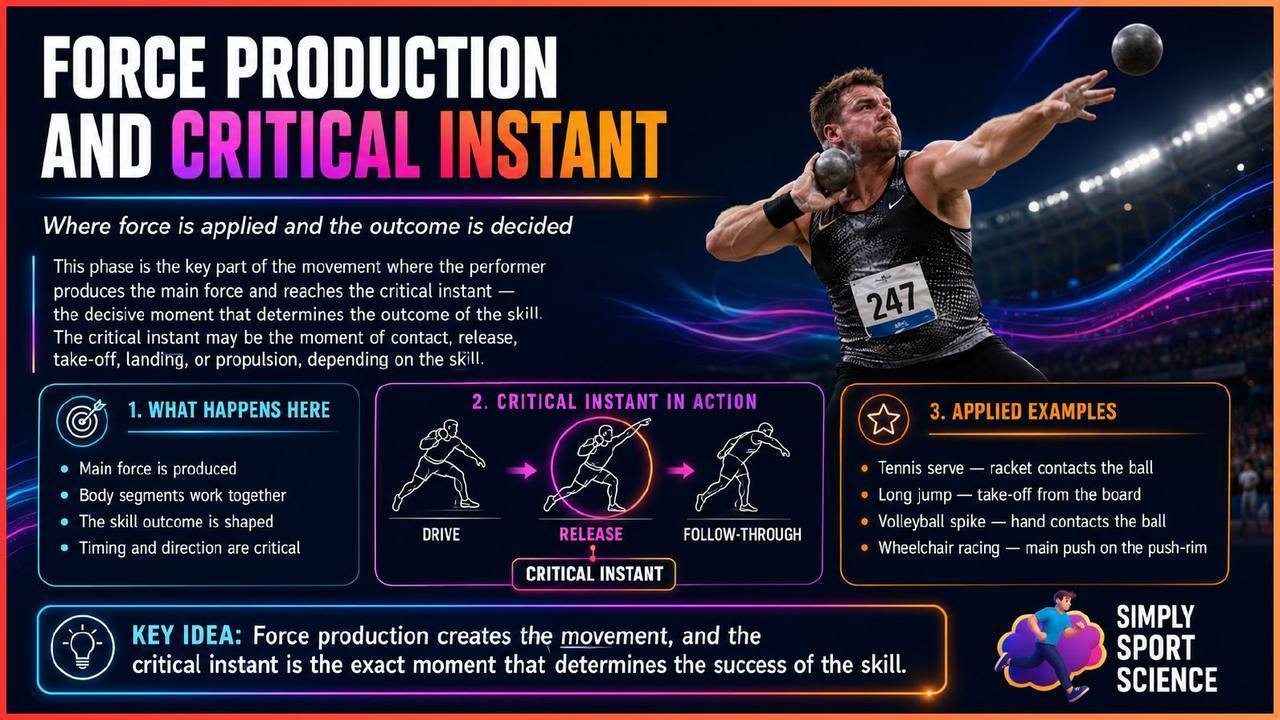 FORCE PRODUCTION
AND CRITICAL INSTANT
Where force is applied and the outcome is decided
This phase is the key part of the movement where the performer
produces the main force and reaches the critical instant —
the decisive moment that determines the outcome of the skill.
The critical instant may be the moment of contact, release,
take-off, landing, or propulsion, depending on the skill.
247
1. WHAT HAPPENS HERE
• Main force is produced
• Body segments work together
• The skill outcome is shaped
• Timing and direction are critical
2. CRITICAL INSTANT IN ACTION
DRIVE
RELEASE
FOLLOW-THROUGH
CRITICAL INSTANT
3. APPLIED EXAMPLES
• Tennis serve — racket contacts the ball
• Long jump — take-off from the board
• Volleyball spike — hand contacts the ball
• Wheelchair racing — main push on the push-rim
KEY IDEA: Force production creates the movement, and the
critical instant is the exact moment that determines the success of the skill.
SIMPLY
SPORT
SCIENCE